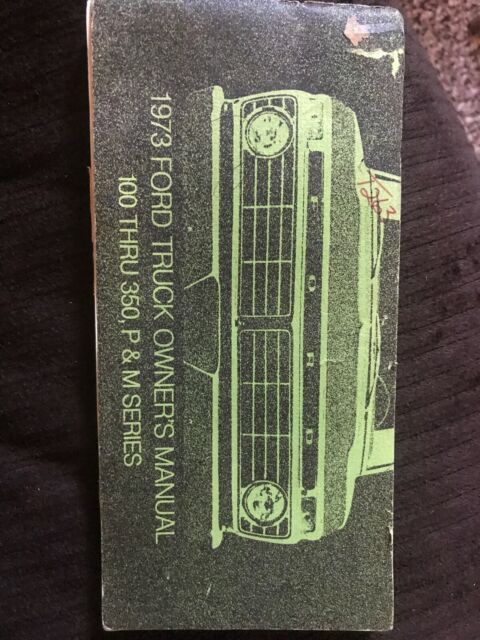 FORD
1973 FORD TRUCK OWNER'S MANUAL
100 THRU 350, P & M SERIES